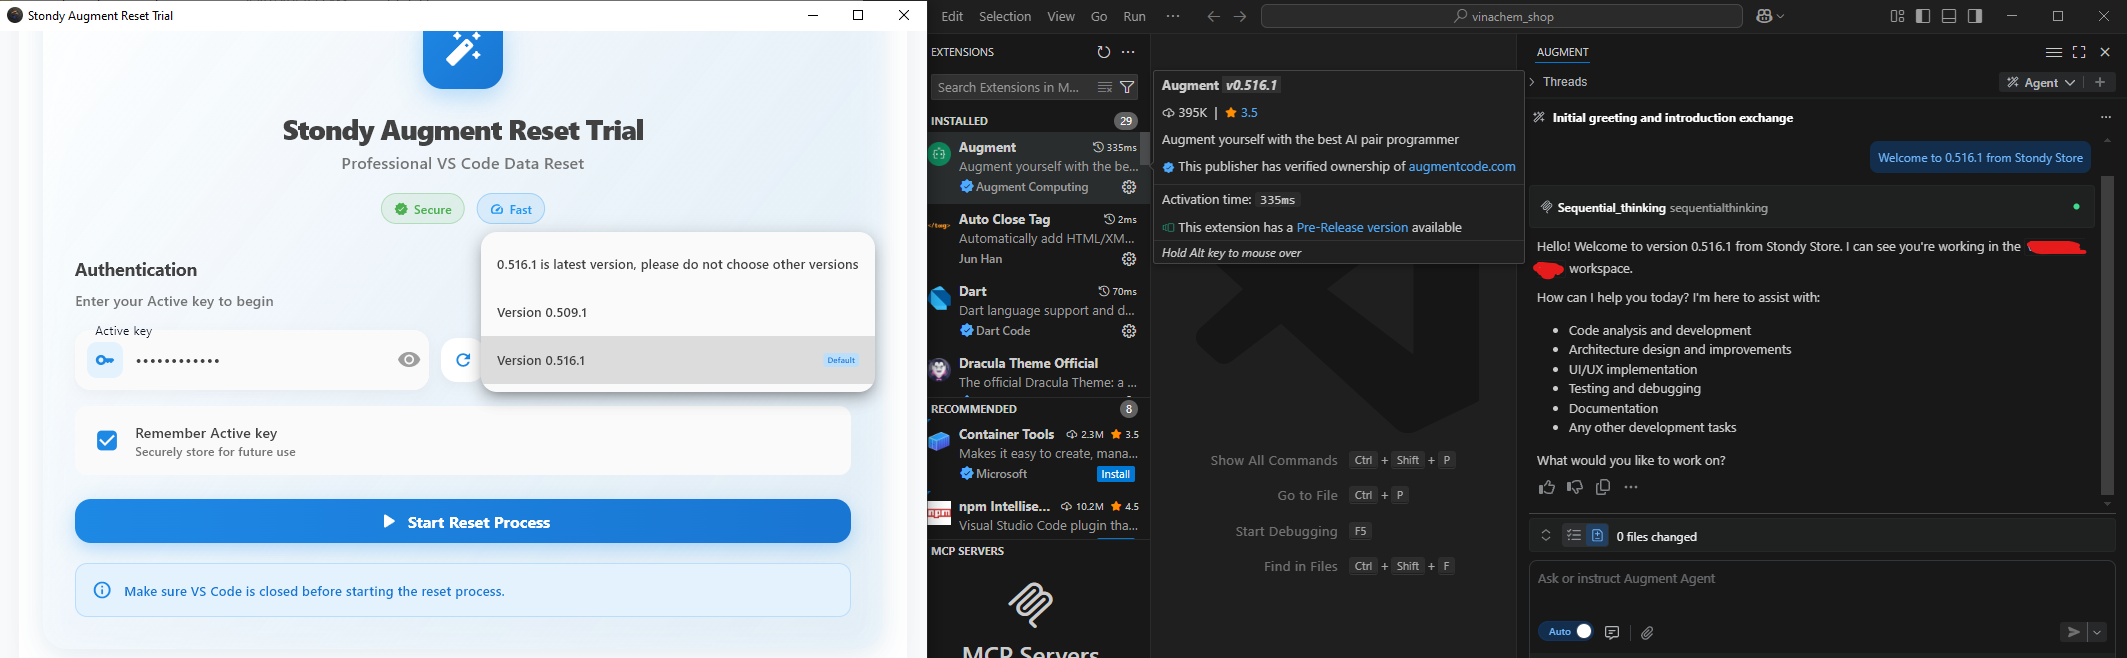 Stondy Augment Reset Trial
Stondy Augment Reset Trial
Professional VS Code Data Reset
Secure
Fast
Authentication
Enter your Active key to begin
Active key
••••••••••••
0.516.1 is latest version, please do not choose other versions
Version 0.509.1
Version 0.516.1
Default
Remember Active key
Securely store for future use
Start Reset Process
Make sure VS Code is closed before starting the reset process.
Edit Selection View Go Run ···
vinachem_shop
EXTENSIONS
Search Extensions in M...
INSTALLED 29
Augment 335ms
Augment yourself with the be...
Augment Computing
Auto Close Tag 2ms
Automatically add HTML/XM...
Jun Han
Dart 70ms
Dart language support and d...
Dart Code
Dracula Theme Official
The official Dracula Theme: a ...
RECOMMENDED 8
Container Tools 2.3M 3.5
Makes it easy to create, mana...
Microsoft Install
npm Intellise... 10.2M 4.5
Visual Studio Code plugin tha...
MCP SERVERS
MCP Servers
Augment v0.516.1
395K | 3.5
Augment yourself with the best AI pair programmer
This publisher has verified ownership of augmentcode.com
Activation time: 335ms
This extension has a Pre-Release version available
Hold Alt key to mouse over
Show All Commands Ctrl + Shift + P
Go to File Ctrl + P
Start Debugging F5
Find in Files Ctrl + Shift + F
AUGMENT
Threads
Agent
Initial greeting and introduction exchange
Welcome to 0.516.1 from Stondy Store
Sequential_thinking sequentialthinking
Hello! Welcome to version 0.516.1 from Stondy Store. I can see you're working in the
workspace.
How can I help you today? I'm here to assist with:
• Code analysis and development
• Architecture design and improvements
• UI/UX implementation
• Testing and debugging
• Documentation
• Any other development tasks
What would you like to work on?
0 files changed
Ask or instruct Augment Agent
Auto